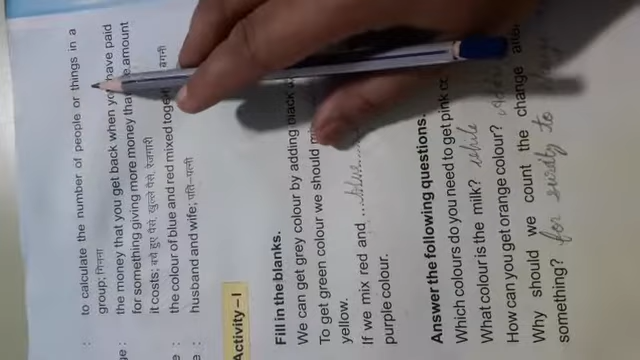 : to calculate the number of people or things in a
group; गिनना
ge : the money that you get back when you have paid
for something giving more money than the amount
it costs; बचे हुए पैसे, खुल्ले पैसे, रेजगारी
e : the colour of blue and red mixed together बैंगनी
e : husband and wife; पति-पत्नी
Activity–I
Fill in the blanks.
We can get grey colour by adding black
To get green colour we should
yellow.
If we mix red and ...blue....
purple colour.
Answer the following questions.
Which colours do you need to get pink
What colour is the milk? while
How can you get orange colour?
Why should we count the change after
something? for surity to